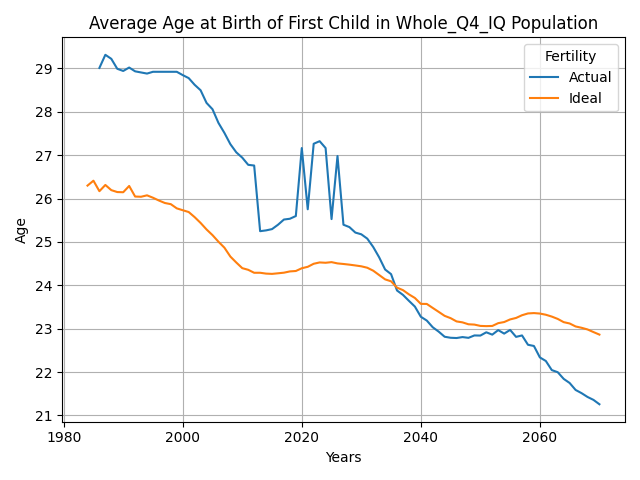 Average Age at Birth of First Child in Whole_Q4_IQ Population
Fertility
Actual
Ideal
Age
29
28
27
26
25
24
23
22
21
1980
2000
2020
2040
2060
Years